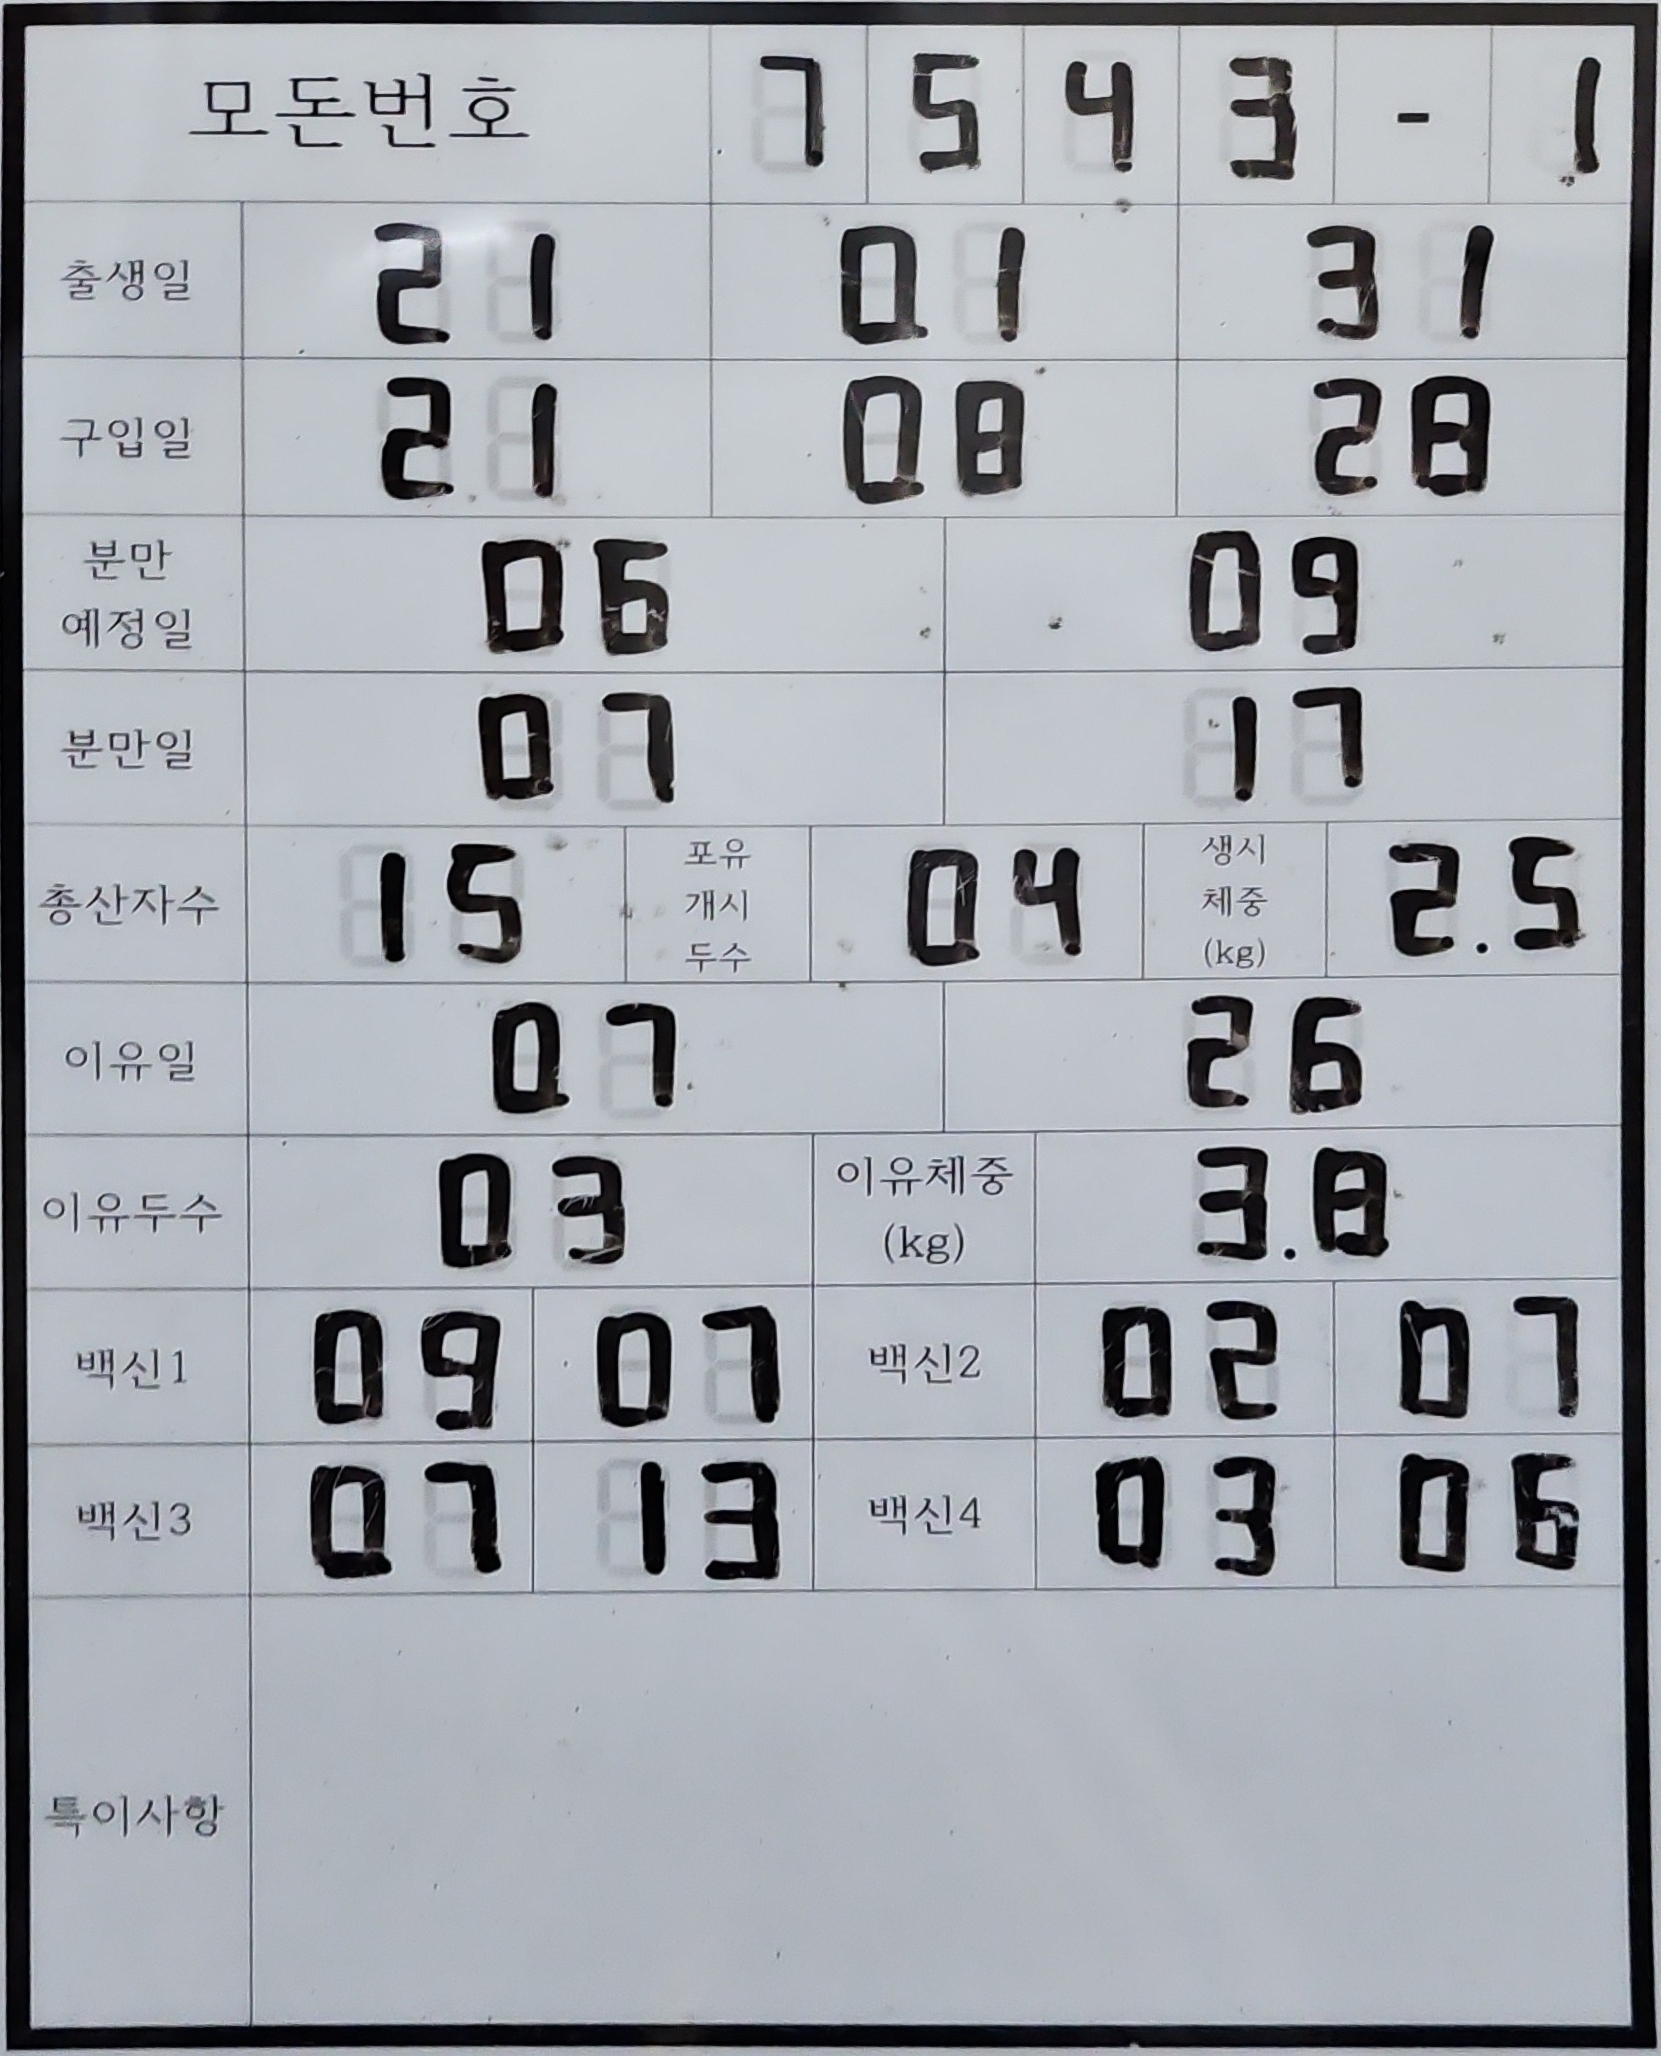 모돈번호 7 5 4 3 - 1
출생일 21 01 31
구입일 21 08 28
분만 예정일 06 09
분만일 07 17
총산자수 15 포유 개시 두수 04 생시 체중 (kg) 2.5
이유일 07 26
이유두수 03 이유체중 (kg) 3.8
백신1 09 07 백신2 02 07
백신3 07 13 백신4 03 06
특이사항